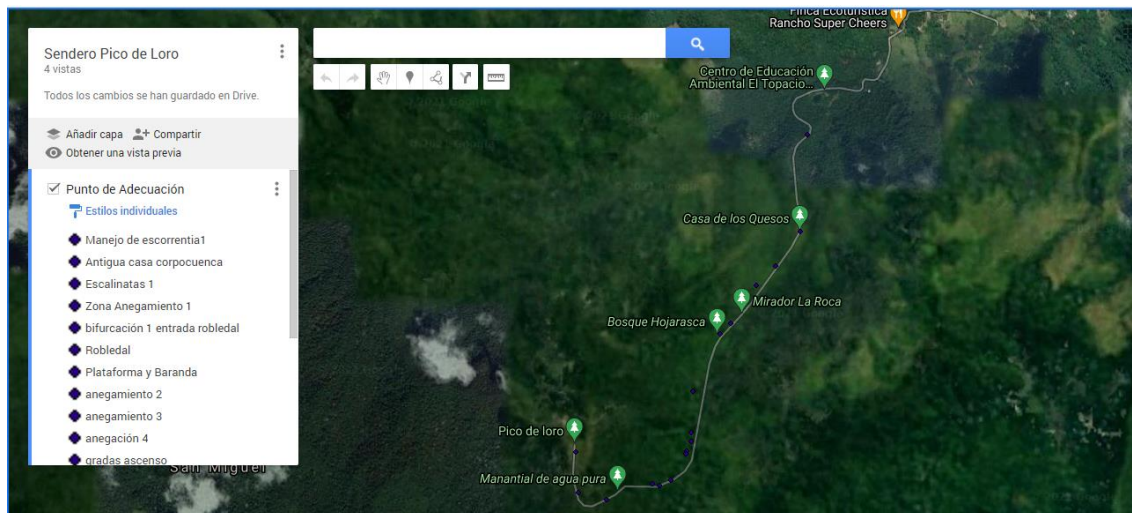 Sendero Pico de Loro
4 vistas
Todos los cambios se han guardado en Drive.
Añadir capa
Compartir
Obtener una vista previa
Punto de Adecuación
Estilos individuales
Manejo de escorrentia1
Antigua casa corpocuenca
Escalinatas 1
Zona Anegamiento 1
bifurcación 1 entrada robledal
Robledal
Plataforma y Baranda
anegamiento 2
anegamiento 3
anegación 4
gradas ascenso
Finca Ecoturística
Rancho Super Cheers
Centro de Educación
Ambiental El Topacio...
Casa de los Quesos
Mirador La Roca
Bosque Hojarasca
Pico de loro
Manantial de agua pura
San Miguel